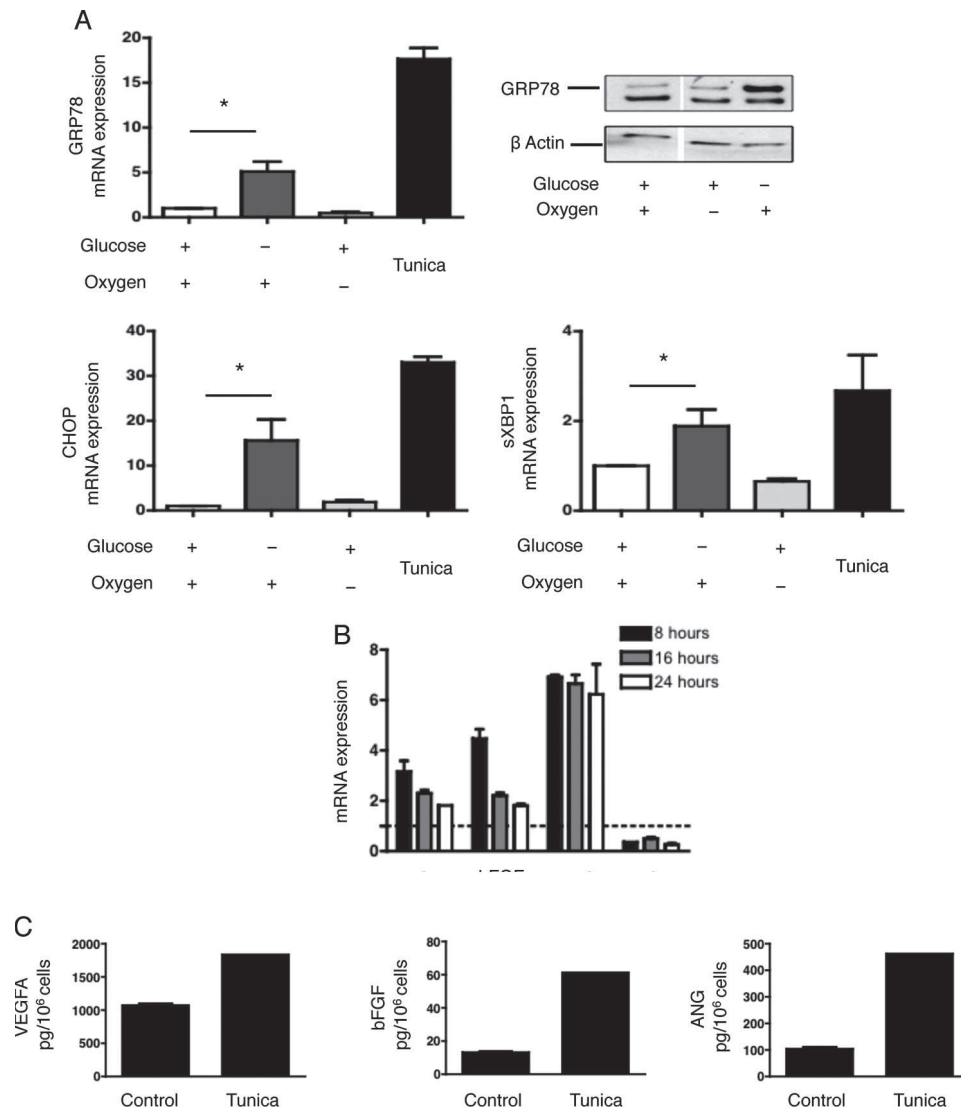 A
GRP78
mRNA expression
20
15
10
5
0
*
Glucose + − +
Oxygen + + −
Tunica
GRP78
β Actin
Glucose + + −
Oxygen + − +
CHOP
mRNA expression
40
30
20
10
0
*
Glucose + − +
Oxygen + + −
Tunica
sXBP1
mRNA expression
4
2
0
*
Glucose + − +
Oxygen + + −
Tunica
B
mRNA expression
8
6
4
2
0
8 hours
16 hours
24 hours
C
VEGFA
pg/10⁶ cells
2000
1500
1000
500
0
Control Tunica
bFGF
pg/10⁶ cells
80
60
40
20
0
Control Tunica
ANG
pg/10⁶ cells
500
400
300
200
100
0
Control Tunica